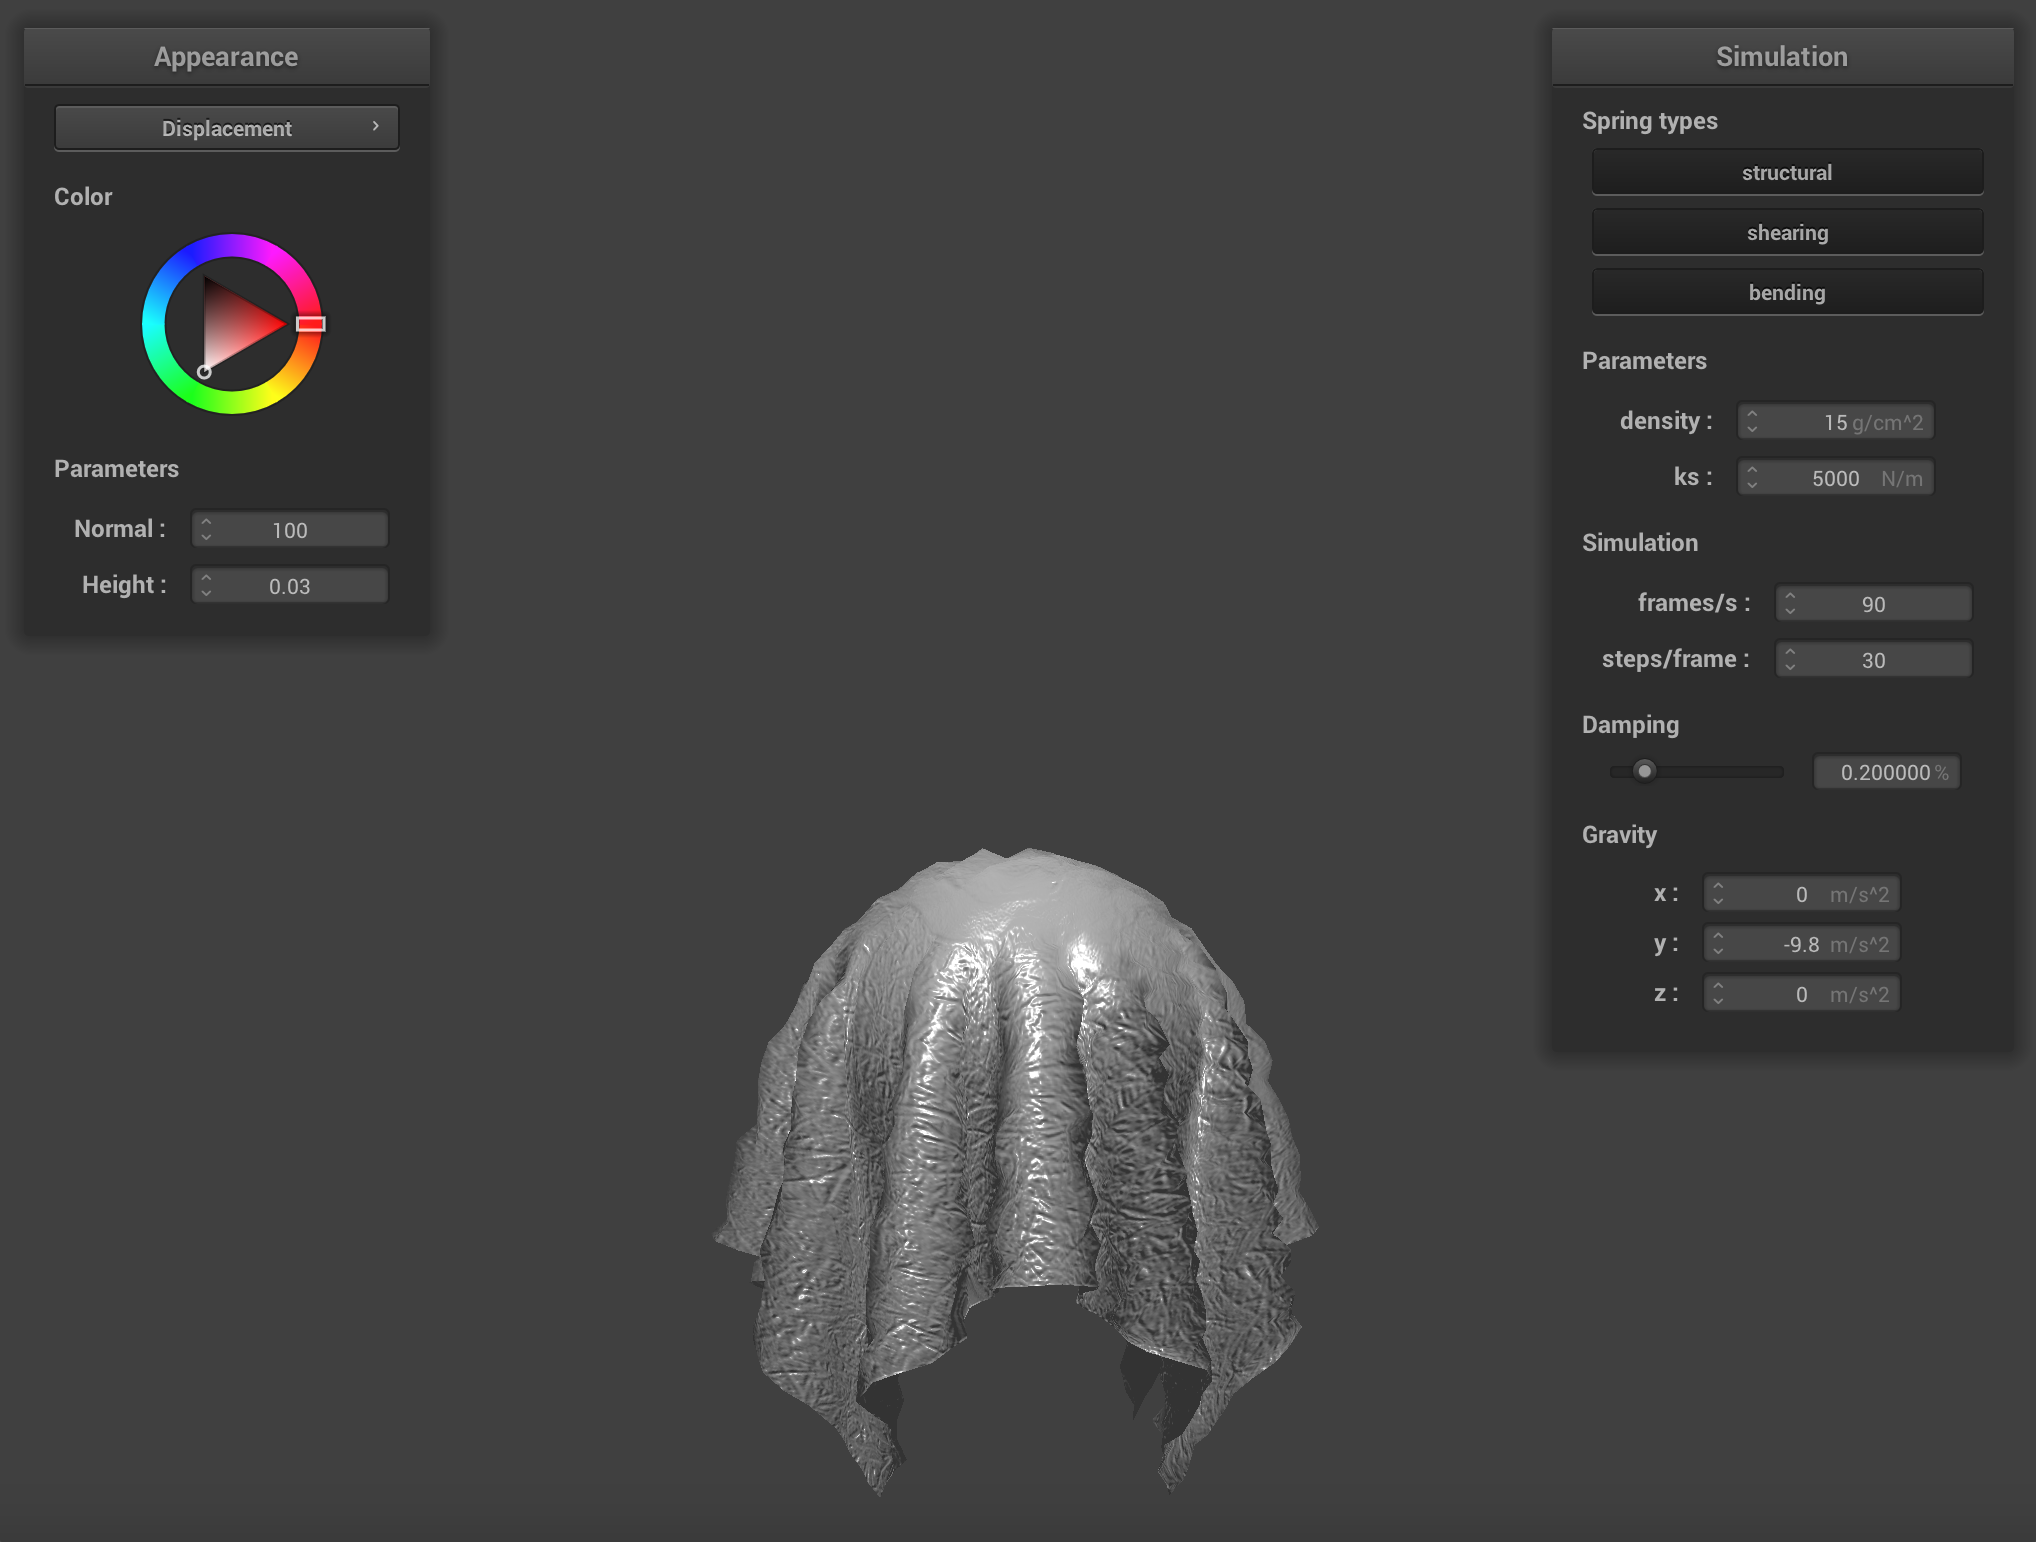 Appearance
Displacement
Color
Parameters
Normal : 100
Height : 0.03
Simulation
Spring types
structural
shearing
bending
Parameters
density : 15 g/cm^2
ks : 5000 N/m
Simulation
frames/s : 90
steps/frame : 30
Damping
0.200000 %
Gravity
x : 0 m/s^2
y : -9.8 m/s^2
z : 0 m/s^2